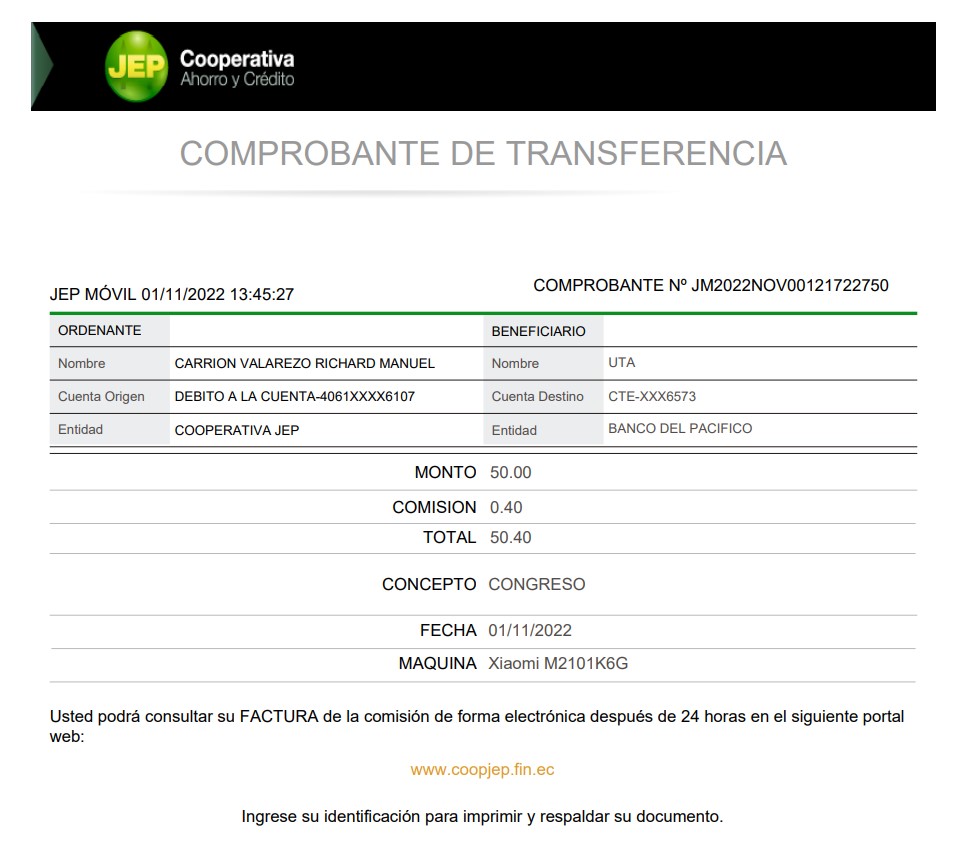 JEP Cooperativa
Ahorro y Crédito
COMPROBANTE DE TRANSFERENCIA
JEP MÓVIL 01/11/2022 13:45:27 COMPROBANTE Nº JM2022NOV00121722750
ORDENANTE BENEFICIARIO
Nombre CARRION VALAREZO RICHARD MANUEL Nombre UTA
Cuenta Origen DEBITO A LA CUENTA-4061XXXX6107 Cuenta Destino CTE-XXX6573
Entidad COOPERATIVA JEP Entidad BANCO DEL PACIFICO
MONTO 50.00
COMISION 0.40
TOTAL 50.40
CONCEPTO CONGRESO
FECHA 01/11/2022
MAQUINA Xiaomi M2101K6G
Usted podrá consultar su FACTURA de la comisión de forma electrónica después de 24 horas en el siguiente portal
web:
www.coopjep.fin.ec
Ingrese su identificación para imprimir y respaldar su documento.